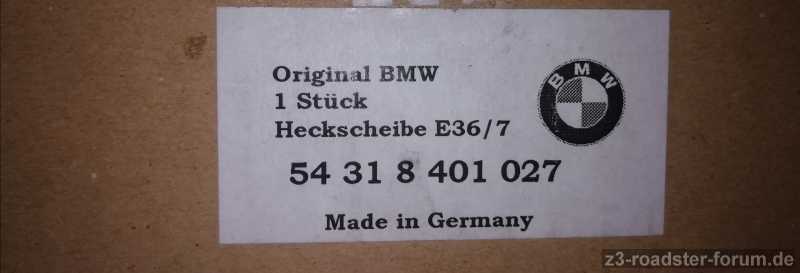 Original BMW
1 Stück
Heckscheibe E36/7
54 31 8 401 027
Made in Germany
BMW
z3-roadster-forum.de